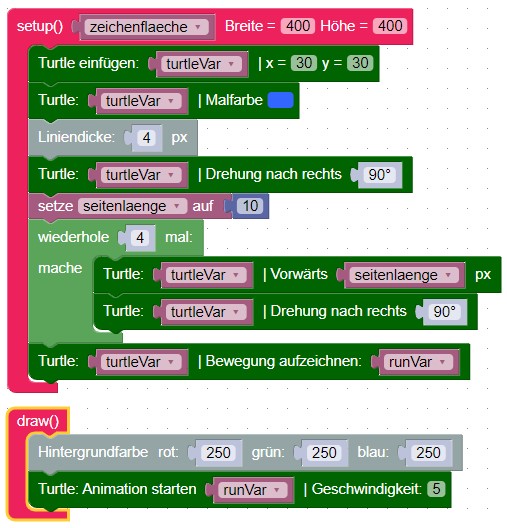 setup() zeichenflaeche Breite = 400 Höhe = 400
Turtle einfügen: turtleVar | x = 30 y = 30
Turtle: turtleVar | Malfarbe
Liniendicke: 4 px
Turtle: turtleVar | Drehung nach rechts 90°
setze seitenlaenge auf 10
wiederhole 4 mal:
mache Turtle: turtleVar | Vorwärts seitenlaenge px
Turtle: turtleVar | Drehung nach rechts 90°
Turtle: turtleVar | Bewegung aufzeichnen: runVar
draw()
Hintergrundfarbe rot: 250 grün: 250 blau: 250
Turtle: Animation starten runVar | Geschwindigkeit: 5